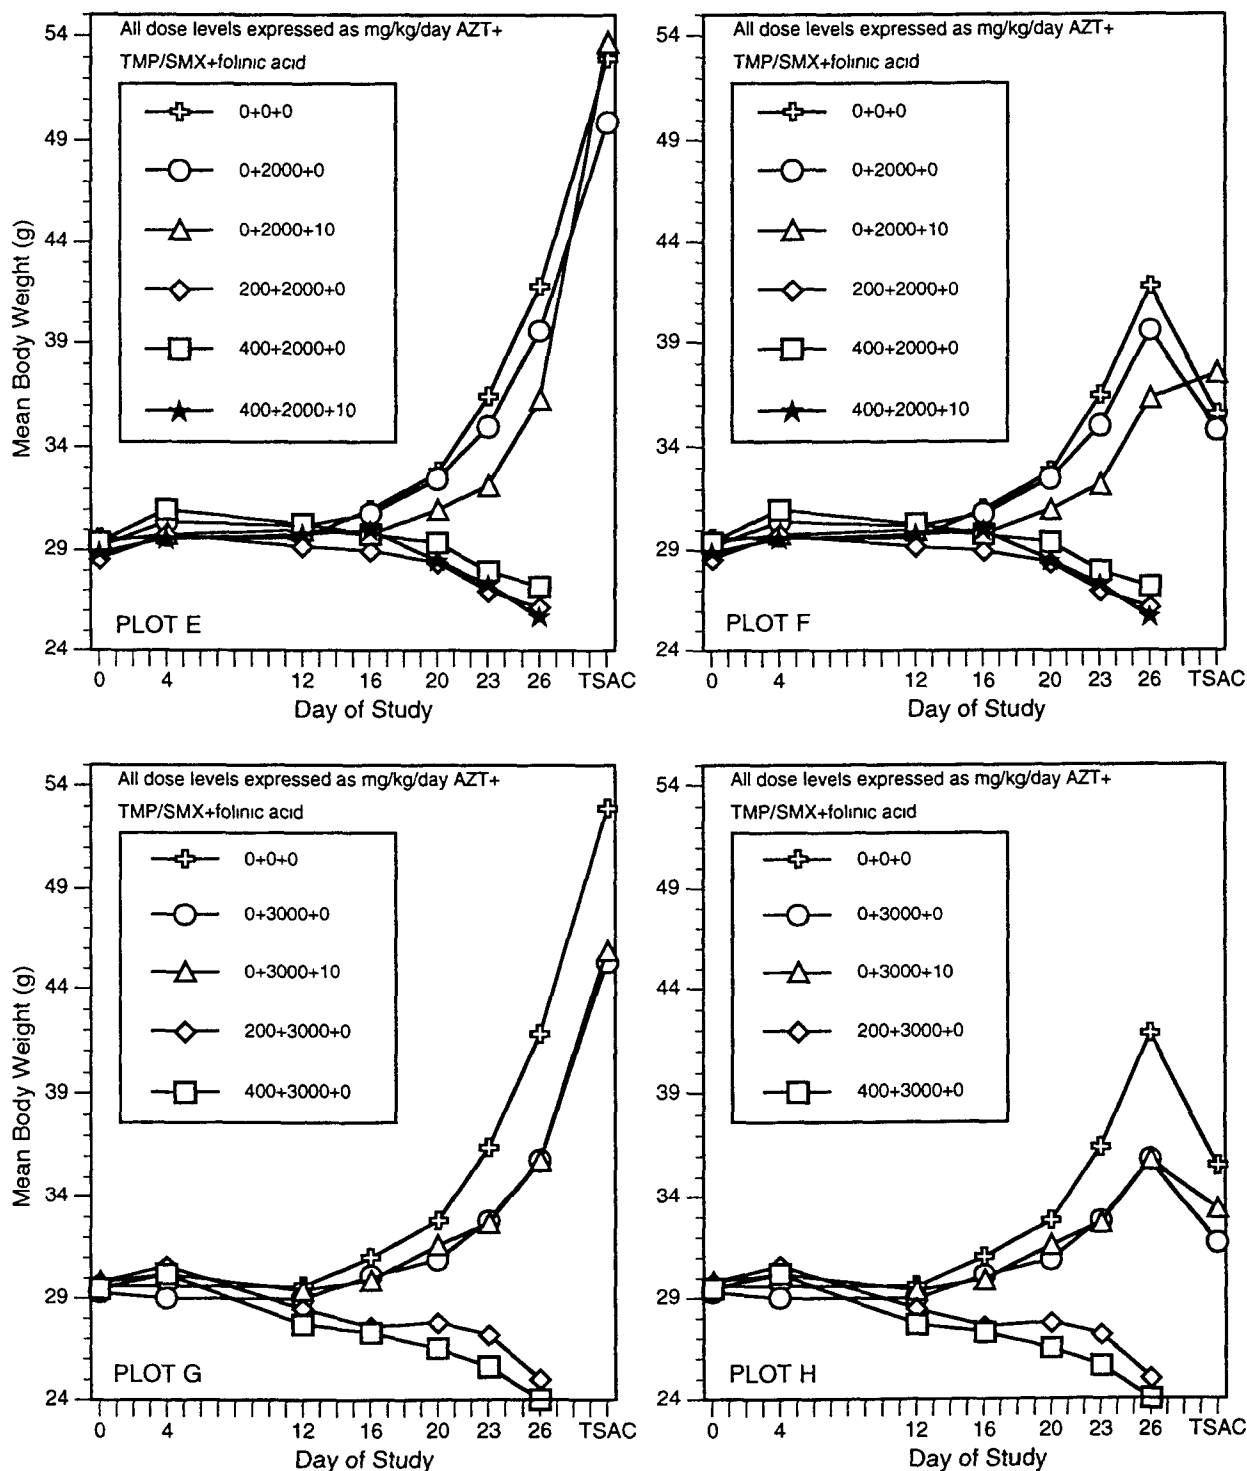 54
49
44
39
34
29
24
Mean Body Weight (g)
All dose levels expressed as mg/kg/day AZT+
TMP/SMX+folinic acid
0+0+0
0+2000+0
0+2000+10
200+2000+0
400+2000+0
400+2000+10
PLOT E
0 4 12 16 20 23 26 TSAC
Day of Study
54
49
44
39
34
29
24
All dose levels expressed as mg/kg/day AZT+
TMP/SMX+folinic acid
0+0+0
0+2000+0
0+2000+10
200+2000+0
400+2000+0
400+2000+10
PLOT F
0 4 12 16 20 23 26 TSAC
Day of Study
54
49
44
39
34
29
24
Mean Body Weight (g)
All dose levels expressed as mg/kg/day AZT+
TMP/SMX+folinic acid
0+0+0
0+3000+0
0+3000+10
200+3000+0
400+3000+0
PLOT G
0 4 12 16 20 23 26 TSAC
Day of Study
54
49
44
39
34
29
24
All dose levels expressed as mg/kg/day AZT+
TMP/SMX+folinic acid
0+0+0
0+3000+0
0+3000+10
200+3000+0
400+3000+0
PLOT H
0 4 12 16 20 23 26 TSAC
Day of Study